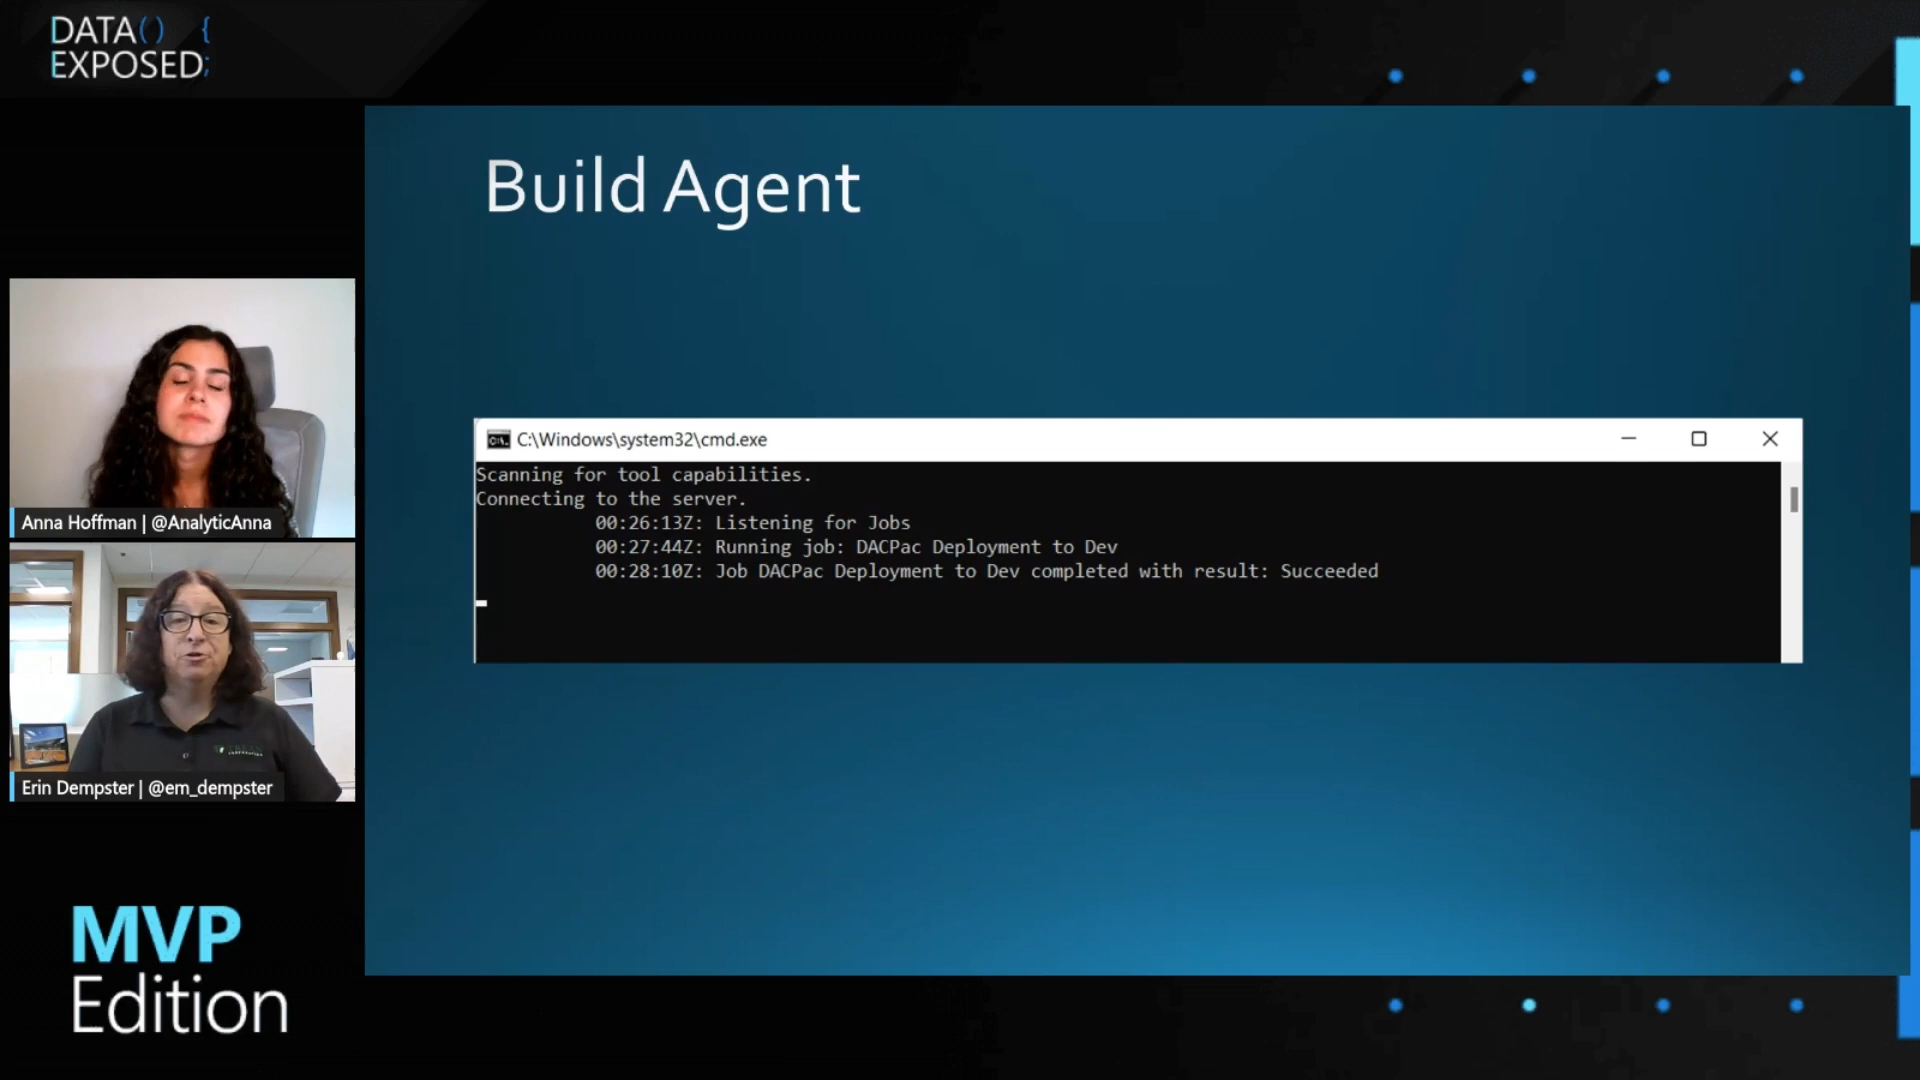 DATA() {
EXPOSED;
Build Agent
C:\Windows\system32\cmd.exe
Scanning for tool capabilities.
Connecting to the server.
00:26:13Z: Listening for Jobs
00:27:44Z: Running job: DACPac Deployment to Dev
00:28:10Z: Job DACPac Deployment to Dev completed with result: Succeeded
Anna Hoffman | @AnalyticAnna
Erin Dempster | @em_dempster
MVP
Edition